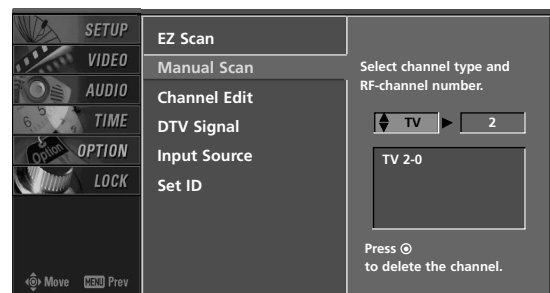 SETUP
VIDEO
AUDIO
TIME
OPTION
LOCK
Move MENU Prev
EZ Scan
Manual Scan
Channel Edit
DTV Signal
Input Source
Set ID
Select channel type and
RF-channel number.
TV 2
TV 2-0
Press
to delete the channel.